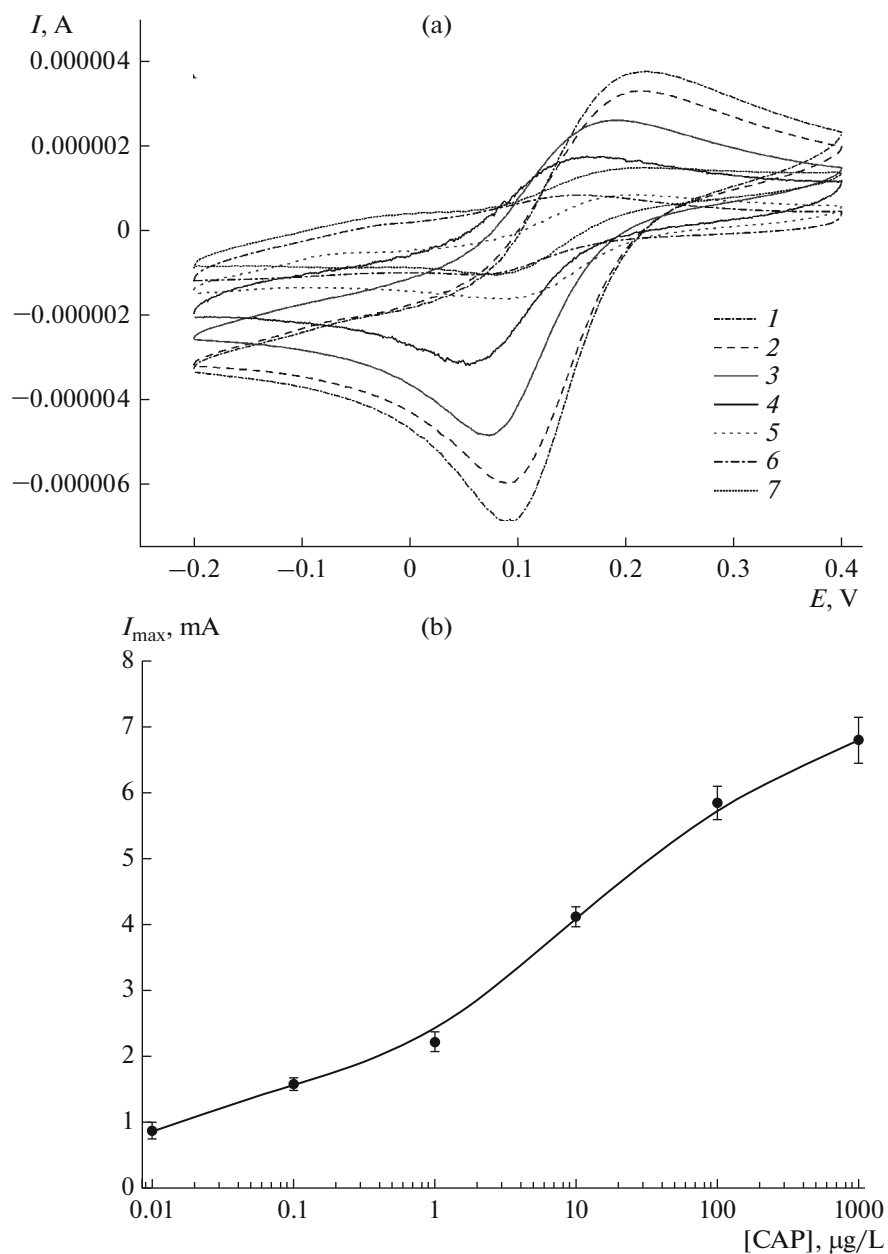 I, A
(a)
0.000004
0.000002
0
−0.000002
−0.000004
−0.000006
1
2
3
4
5
6
7
−0.2 −0.1 0 0.1 0.2 0.3 0.4
E, V
I_max, mA
(b)
8
7
6
5
4
3
2
1
0
0.01 0.1 1 10 100 1000
[CAP], μg/L